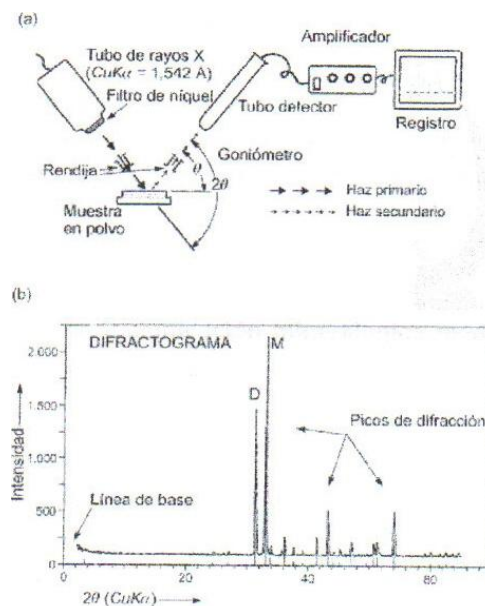 (a)
Tubo de rayos X
(CuKα = 1,542 A)
Filtro de níquel
Amplificador
Tubo detector
Registro
Goniómetro
Rendija
θ
2θ
Muestra
en polvo
Haz primario
Haz secundario
(b)
DIFRACTOGRAMA
M
D
Picos de difracción
Línea de base
Intensidad
2.000
1.500
1.000
500
0
0
20
40
60
80
2θ (CuKα)